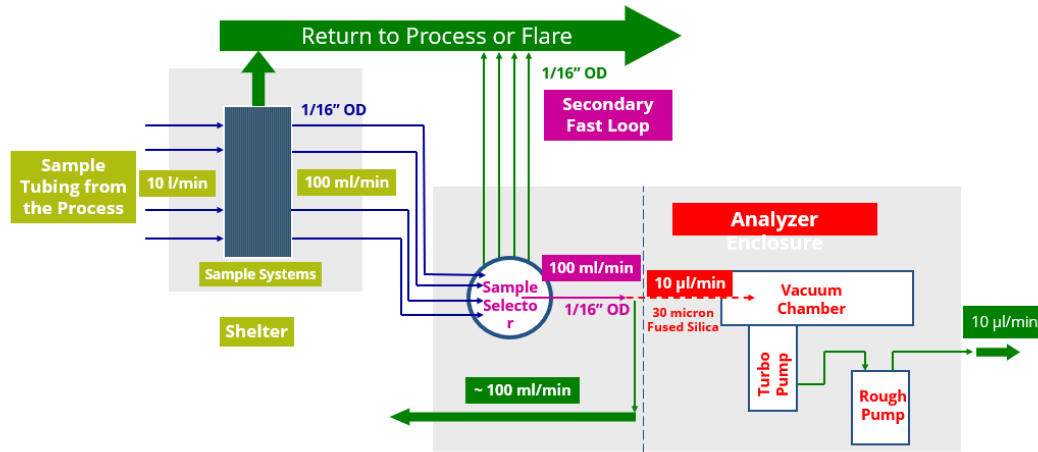 Return to Process or Flare
1/16” OD
1/16” OD
Secondary
Fast Loop
Sample
Tubing from
the Process
10 l/min
100 ml/min
Sample Systems
Shelter
Analyzer
Enclosure
100 ml/min
Sample
Selecto
r
1/16” OD
10 µl/min
30 micron
Fused Silica
Vacuum
Chamber
Turbo
Pump
Rough
Pump
10 µl/min
~ 100 ml/min